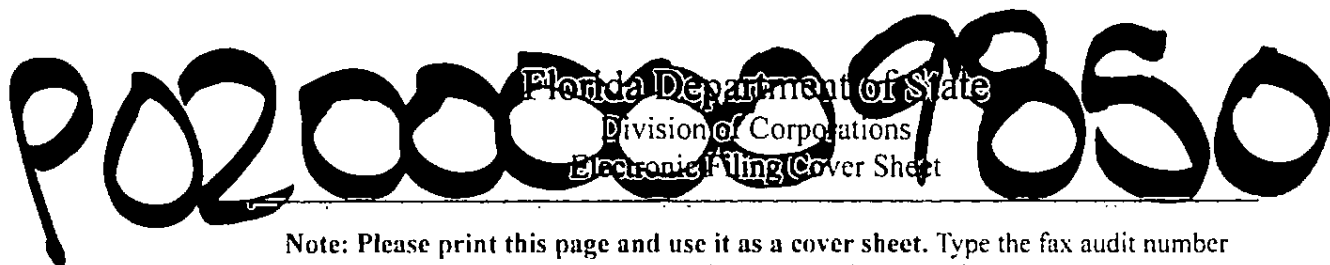 P02000009850
Florida Department of State
Division of Corporations
Electronic Filing Cover Sheet
Note: Please print this page and use it as a cover sheet. Type the fax audit number